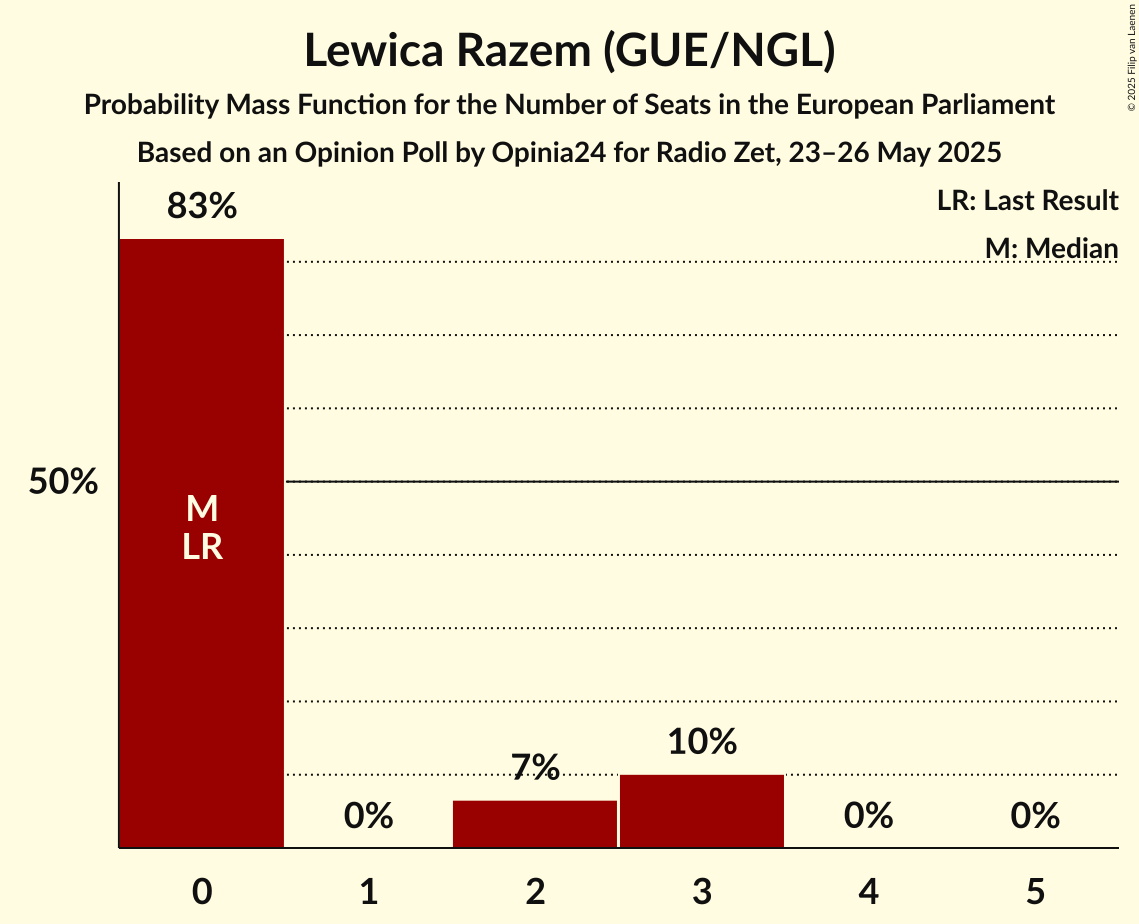 Lewica Razem (GUE/NGL)
Probability Mass Function for the Number of Seats in the European Parliament
Based on an Opinion Poll by Opinia24 for Radio Zet, 23–26 May 2025
© 2025 Filip van Laenen
LR: Last Result
M: Median
83%
50%
M
LR
0%
7%
10%
0%
0%
0
1
2
3
4
5